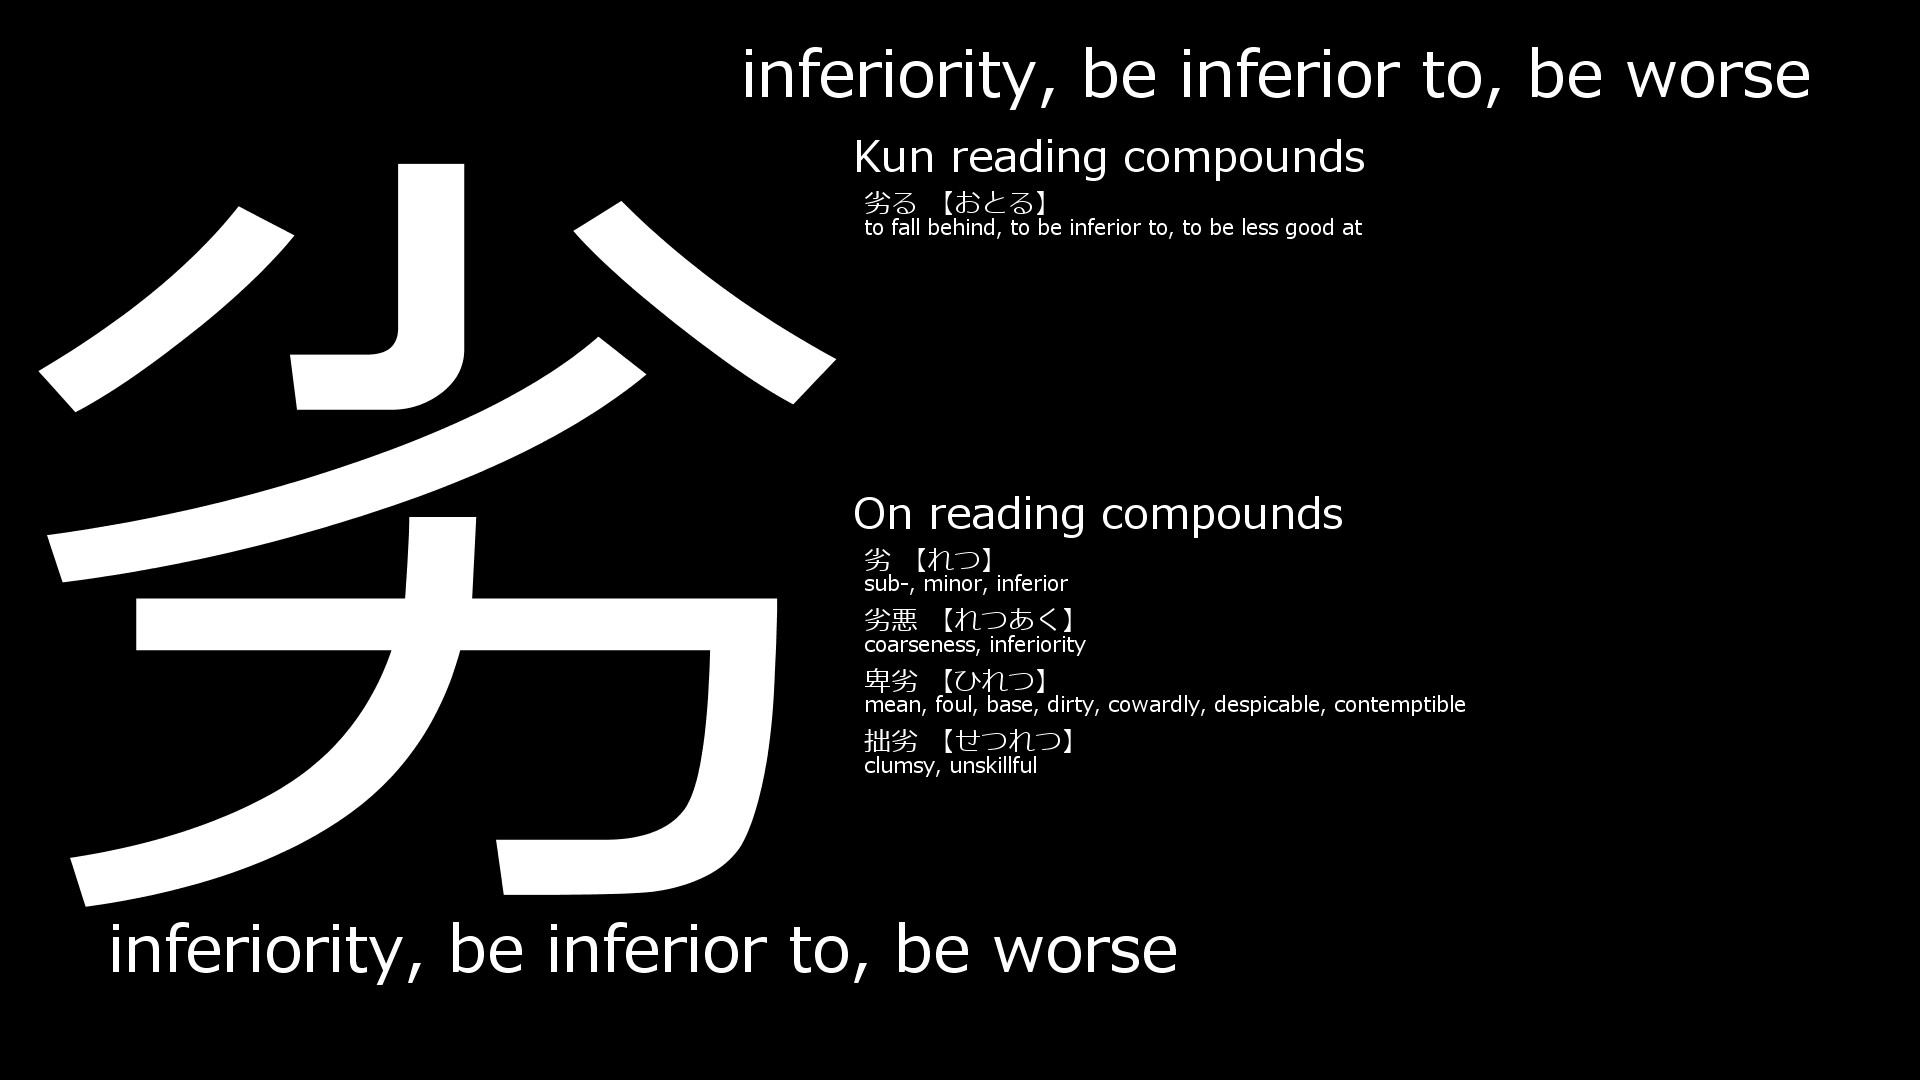 inferiority, be inferior to, be worse
劣
Kun reading compounds
劣る 【おとる】
to fall behind, to be inferior to, to be less good at
On reading compounds
劣 【れつ】
sub-, minor, inferior
劣悪 【れつあく】
coarseness, inferiority
卑劣 【ひれつ】
mean, foul, base, dirty, cowardly, despicable, contemptible
拙劣 【せつれつ】
clumsy, unskillful
inferiority, be inferior to, be worse